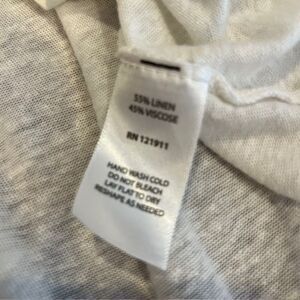 55% LINEN
45% VISCOSE
RN 121911
HAND WASH COLD
DO NOT BLEACH
LAY FLAT TO DRY
RESHAPE AS NEEDED